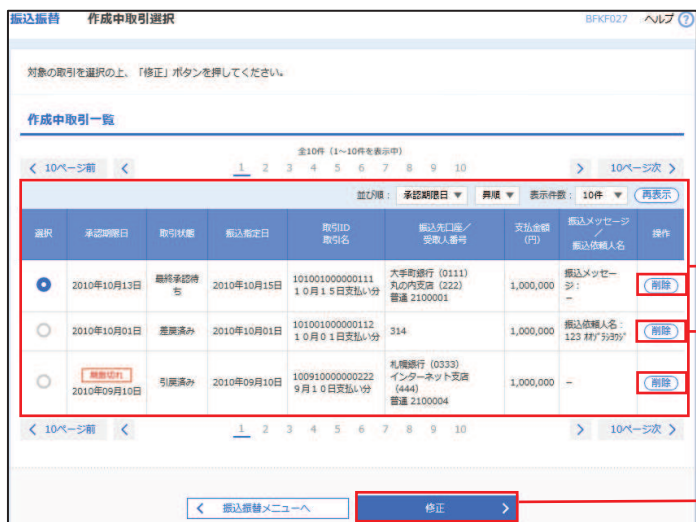 振込振替 作成中取引選択 BFKF027 ヘルプ ?
対象の取引を選択の上、「修正」ボタンを押してください。
作成中取引一覧
全10件（1～10件を表示中）
< 10ページ前 < 1 2 3 4 5 6 7 8 9 10 > 10ページ次 >
並び順： 承認期限日 ▼ 昇順 ▼ 表示件数： 10件 ▼ 再表示
選択 承認期限日 取引状態 振込指定日 取引ID 取引名 振込先口座／受取人番号 支払金額（円） 振込メッセージ／振込依頼人名 操作
2010年10月13日 最終承認待ち 2010年10月15日 101001000000111 10月15日支払い分 大手町銀行（0111） 丸の内支店（222） 普通 2100001 1,000,000 振込メッセージ： － 削除
2010年10月01日 差戻済み 2010年10月01日 101001000000112 10月01日支払い分 314 1,000,000 振込依頼人名： 123 削除
期限切れ 2010年09月10日 引戻済み 2010年09月10日 100910000000222 9月10日支払い分 札幌銀行（0333） インターネット支店（444） 普通 2100004 1,000,000 － 削除
< 10ページ前 < 1 2 3 4 5 6 7 8 9 10 > 10ページ次 >
< 振込振替メニューへ 修正 >